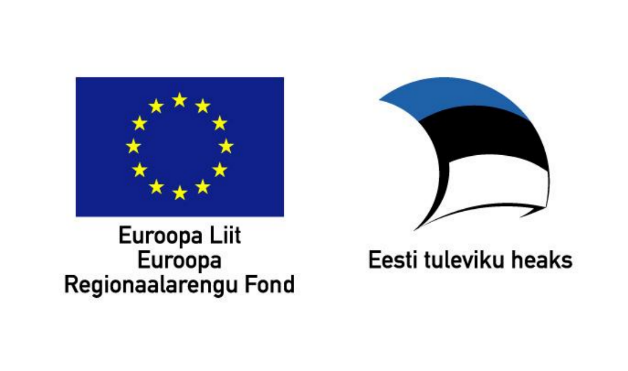 Euroopa Liit
Euroopa
Regionaalarengu Fond
Eesti tuleviku heaks